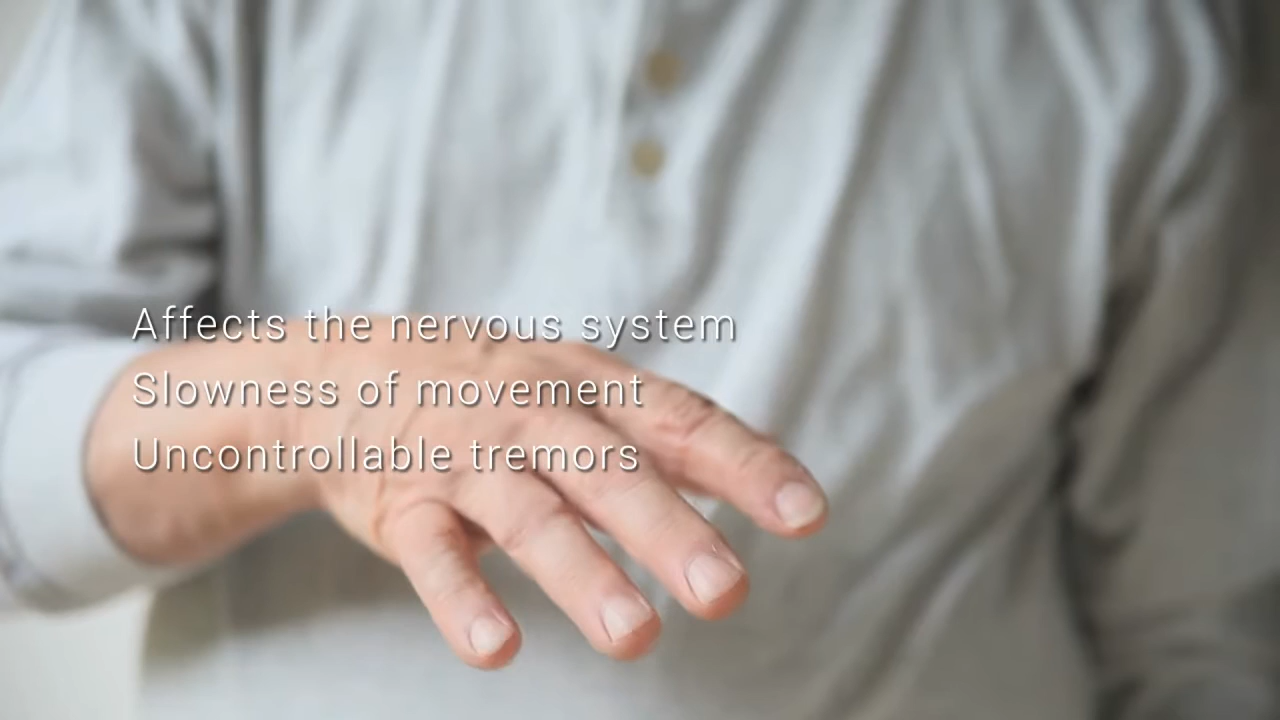 Affects the nervous system
Slowness of movement
Uncontrollable tremors